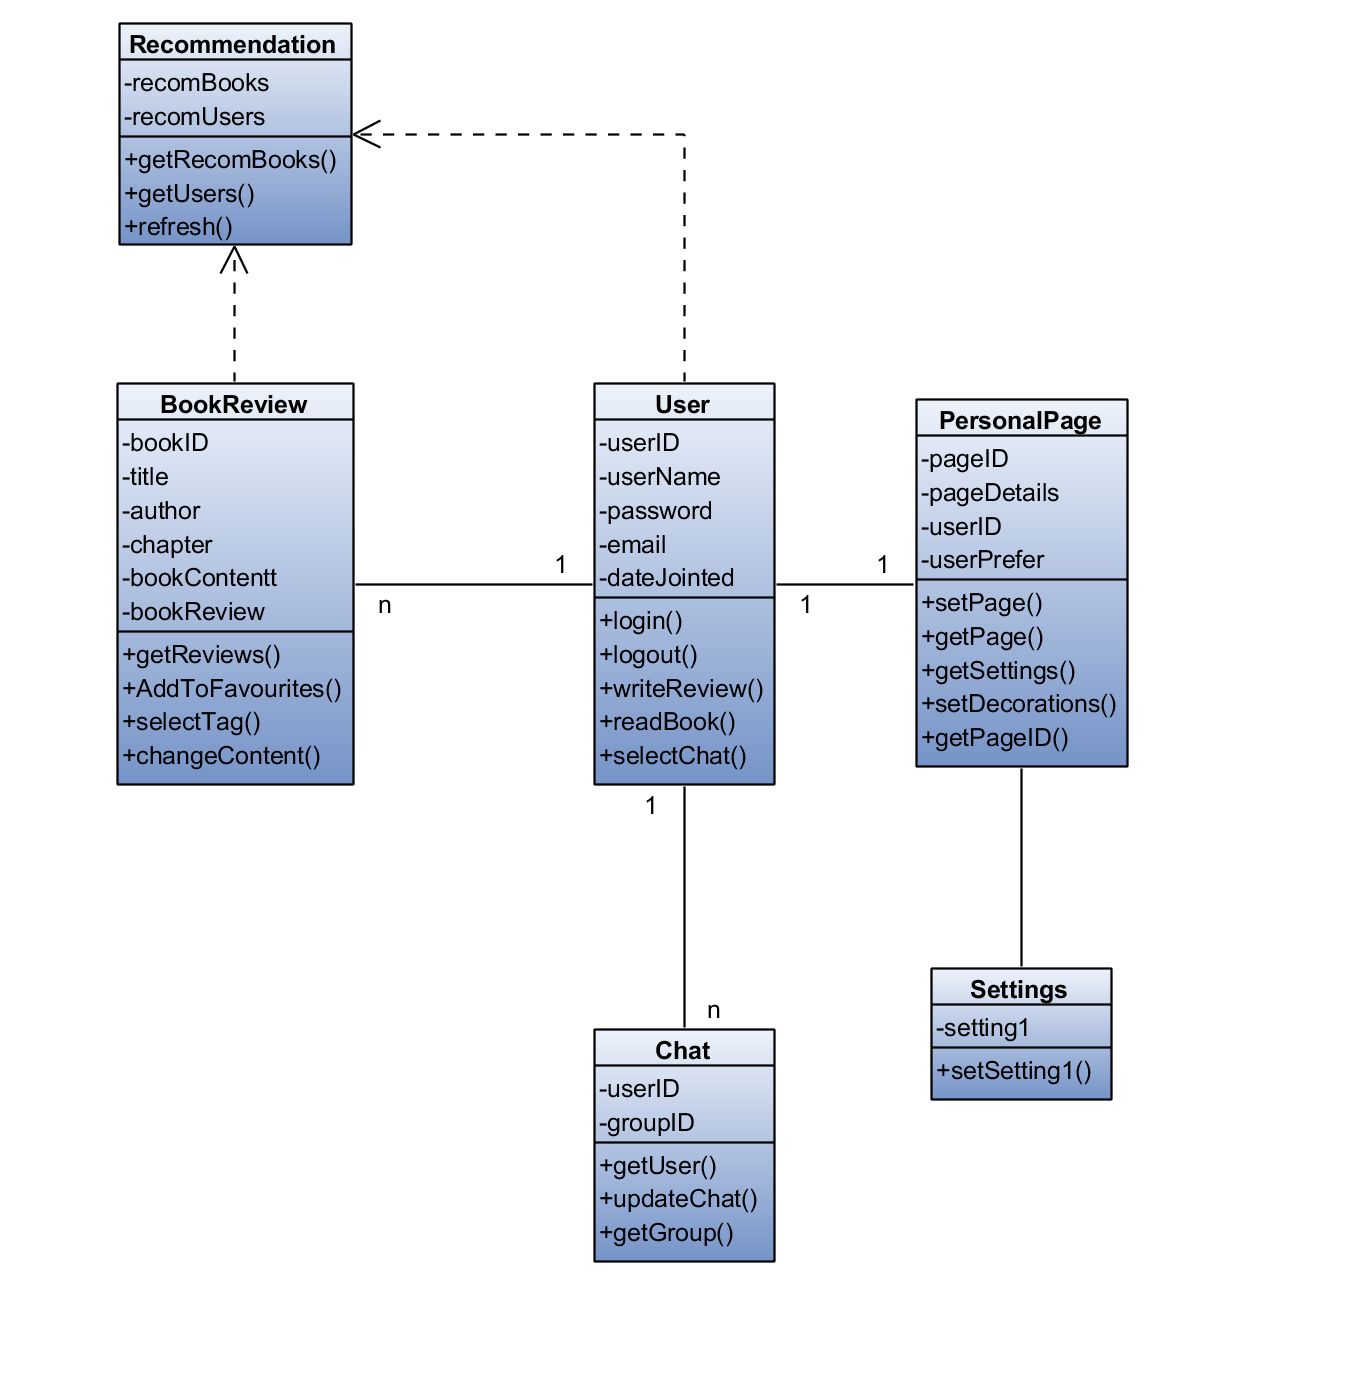 Recommendation
-recomBooks
-recomUsers
+getRecomBooks()
+getUsers()
+refresh()
BookReview
-bookID
-title
-author
-chapter
-bookContentt
-bookReview
+getReviews()
+AddToFavourites()
+selectTag()
+changeContent()
n
1
User
-userID
-userName
-password
-email
-dateJointed
+login()
+logout()
+writeReview()
+readBook()
+selectChat()
1
1
PersonalPage
-pageID
-pageDetails
-userID
-userPrefer
+setPage()
+getPage()
+getSettings()
+setDecorations()
+getPageID()
1
n
Chat
-userID
-groupID
+getUser()
+updateChat()
+getGroup()
Settings
-setting1
+setSetting1()